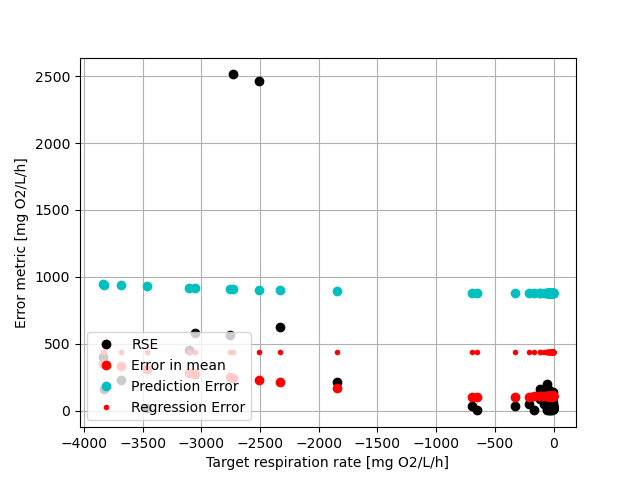 2500
2000
1500
1000
500
0
Error metric [mg O2/L/h]
RSE
Error in mean
Prediction Error
Regression Error
−4000 −3500 −3000 −2500 −2000 −1500 −1000 −500 0
Target respiration rate [mg O2/L/h]